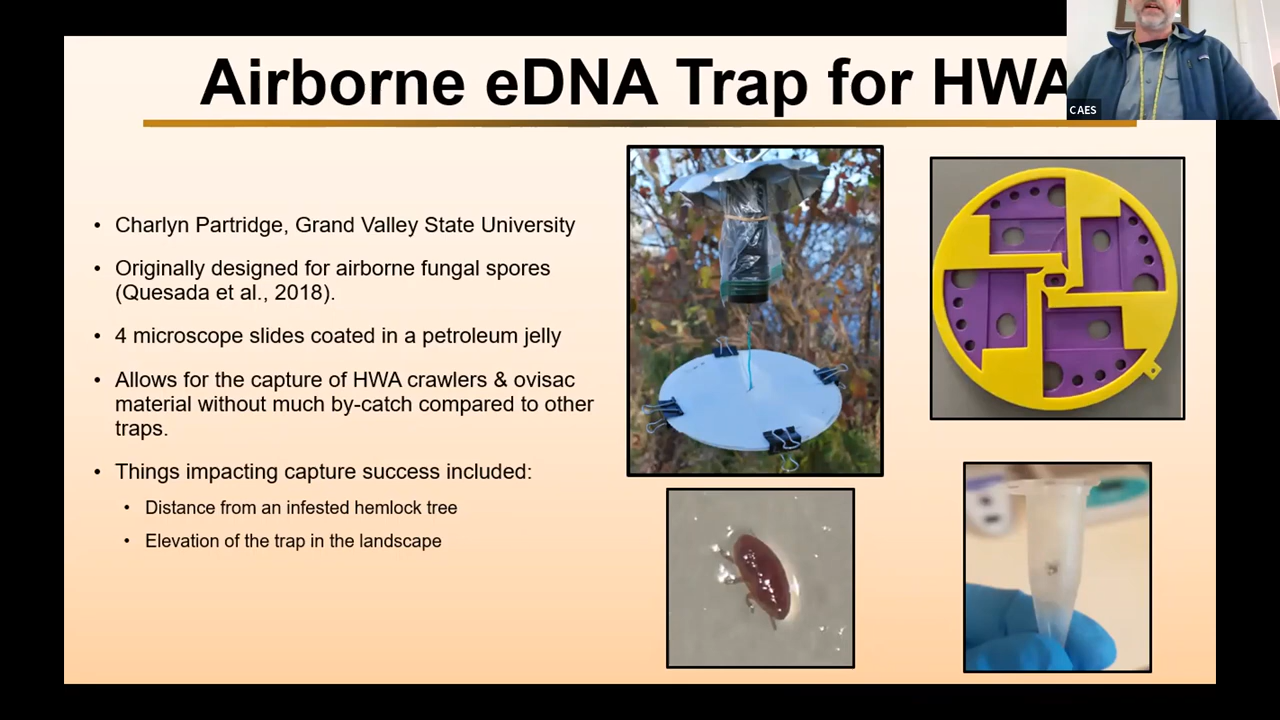 Airborne eDNA Trap for HWA
CAES
• Charlyn Partridge, Grand Valley State University
• Originally designed for airborne fungal spores
(Quesada et al., 2018).
• 4 microscope slides coated in a petroleum jelly
• Allows for the capture of HWA crawlers & ovisac
material without much by-catch compared to other
traps.
• Things impacting capture success included:
• Distance from an infested hemlock tree
• Elevation of the trap in the landscape